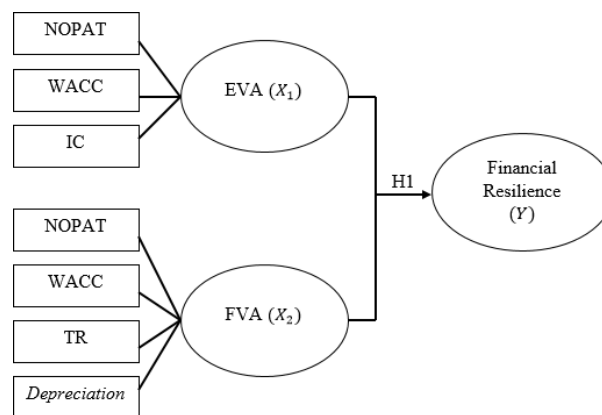 NOPAT
WACC
IC
EVA (𝑋₁)
NOPAT
WACC
TR
Depreciation
FVA (𝑋₂)
H1
Financial
Resilience
(𝑌)